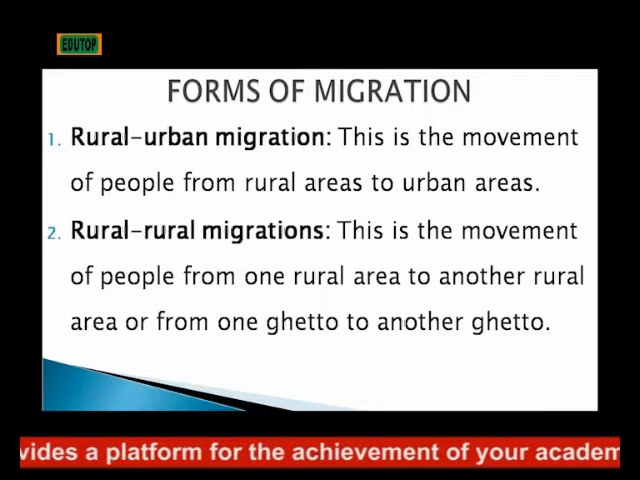 EDUTOP
FORMS OF MIGRATION
1. Rural-urban migration: This is the movement
of people from rural areas to urban areas.
2. Rural-rural migrations: This is the movement
of people from one rural area to another rural
area or from one ghetto to another ghetto.
vides a platform for the achievement of your academ